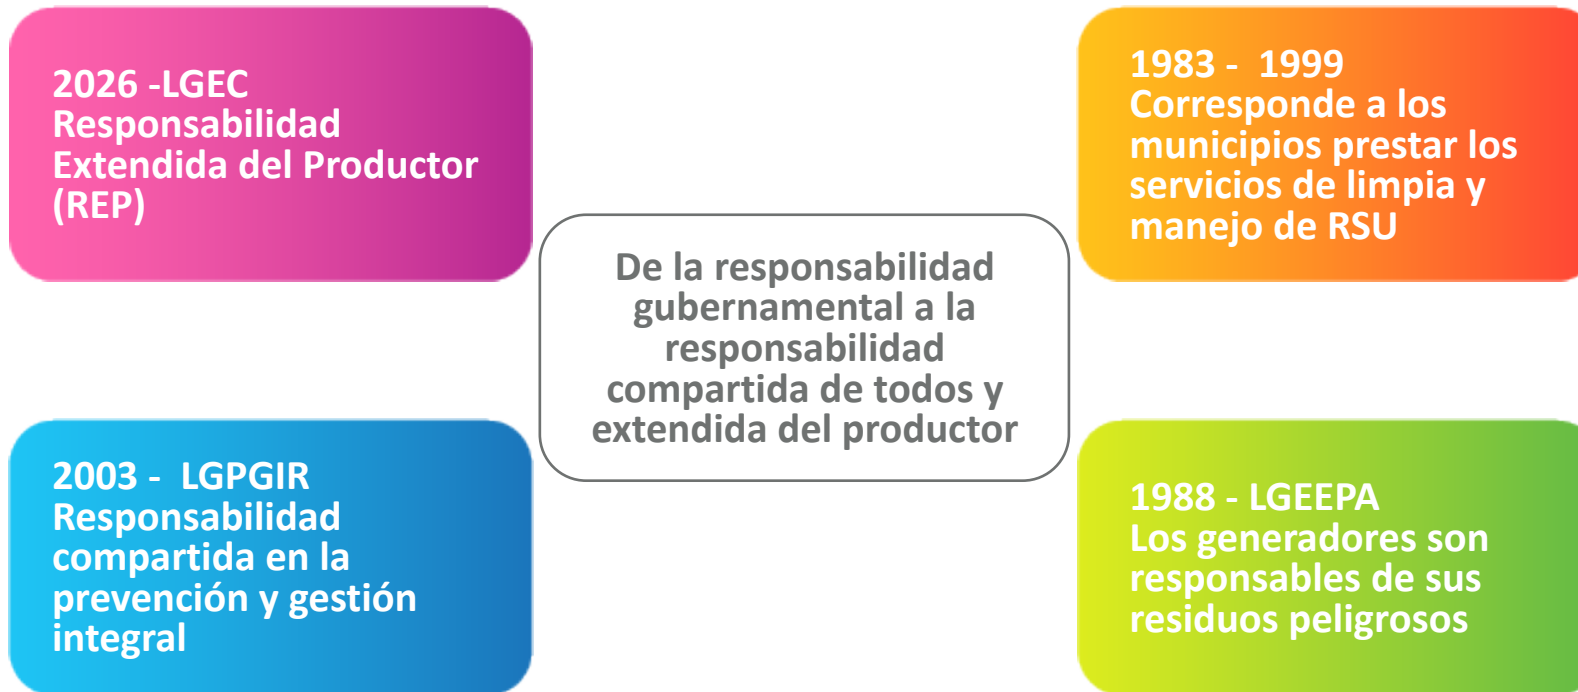 2026 -LGEC
Responsabilidad
Extendida del Productor
(REP)
1983 - 1999
Corresponde a los
municipios prestar los
servicios de limpia y
manejo de RSU
De la responsabilidad
gubernamental a la
responsabilidad
compartida de todos y
extendida del productor
2003 - LGPGIR
Responsabilidad
compartida en la
prevención y gestión
integral
1988 - LGEEPA
Los generadores son
responsables de sus
residuos peligrosos